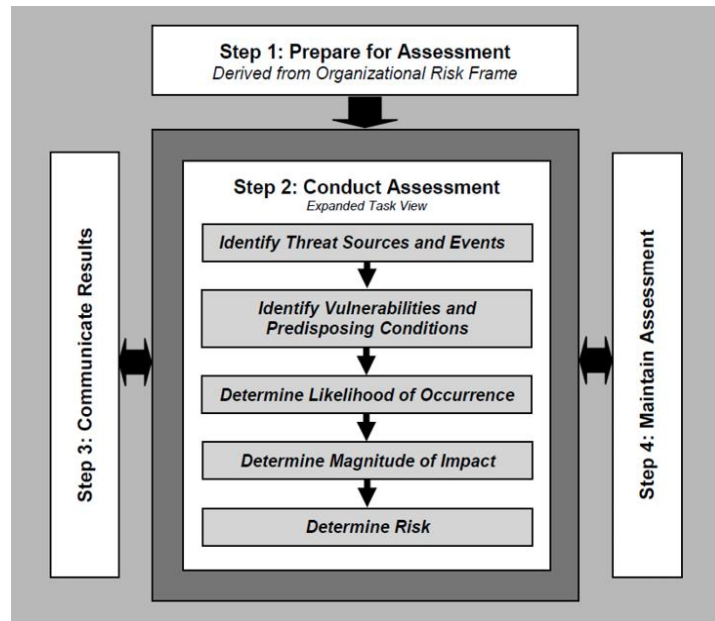 Step 1: Prepare for Assessment
Derived from Organizational Risk Frame
Step 3: Communicate Results
Step 2: Conduct Assessment
Expanded Task View
Identify Threat Sources and Events
Identify Vulnerabilities and
Predisposing Conditions
Determine Likelihood of Occurrence
Determine Magnitude of Impact
Determine Risk
Step 4: Maintain Assessment